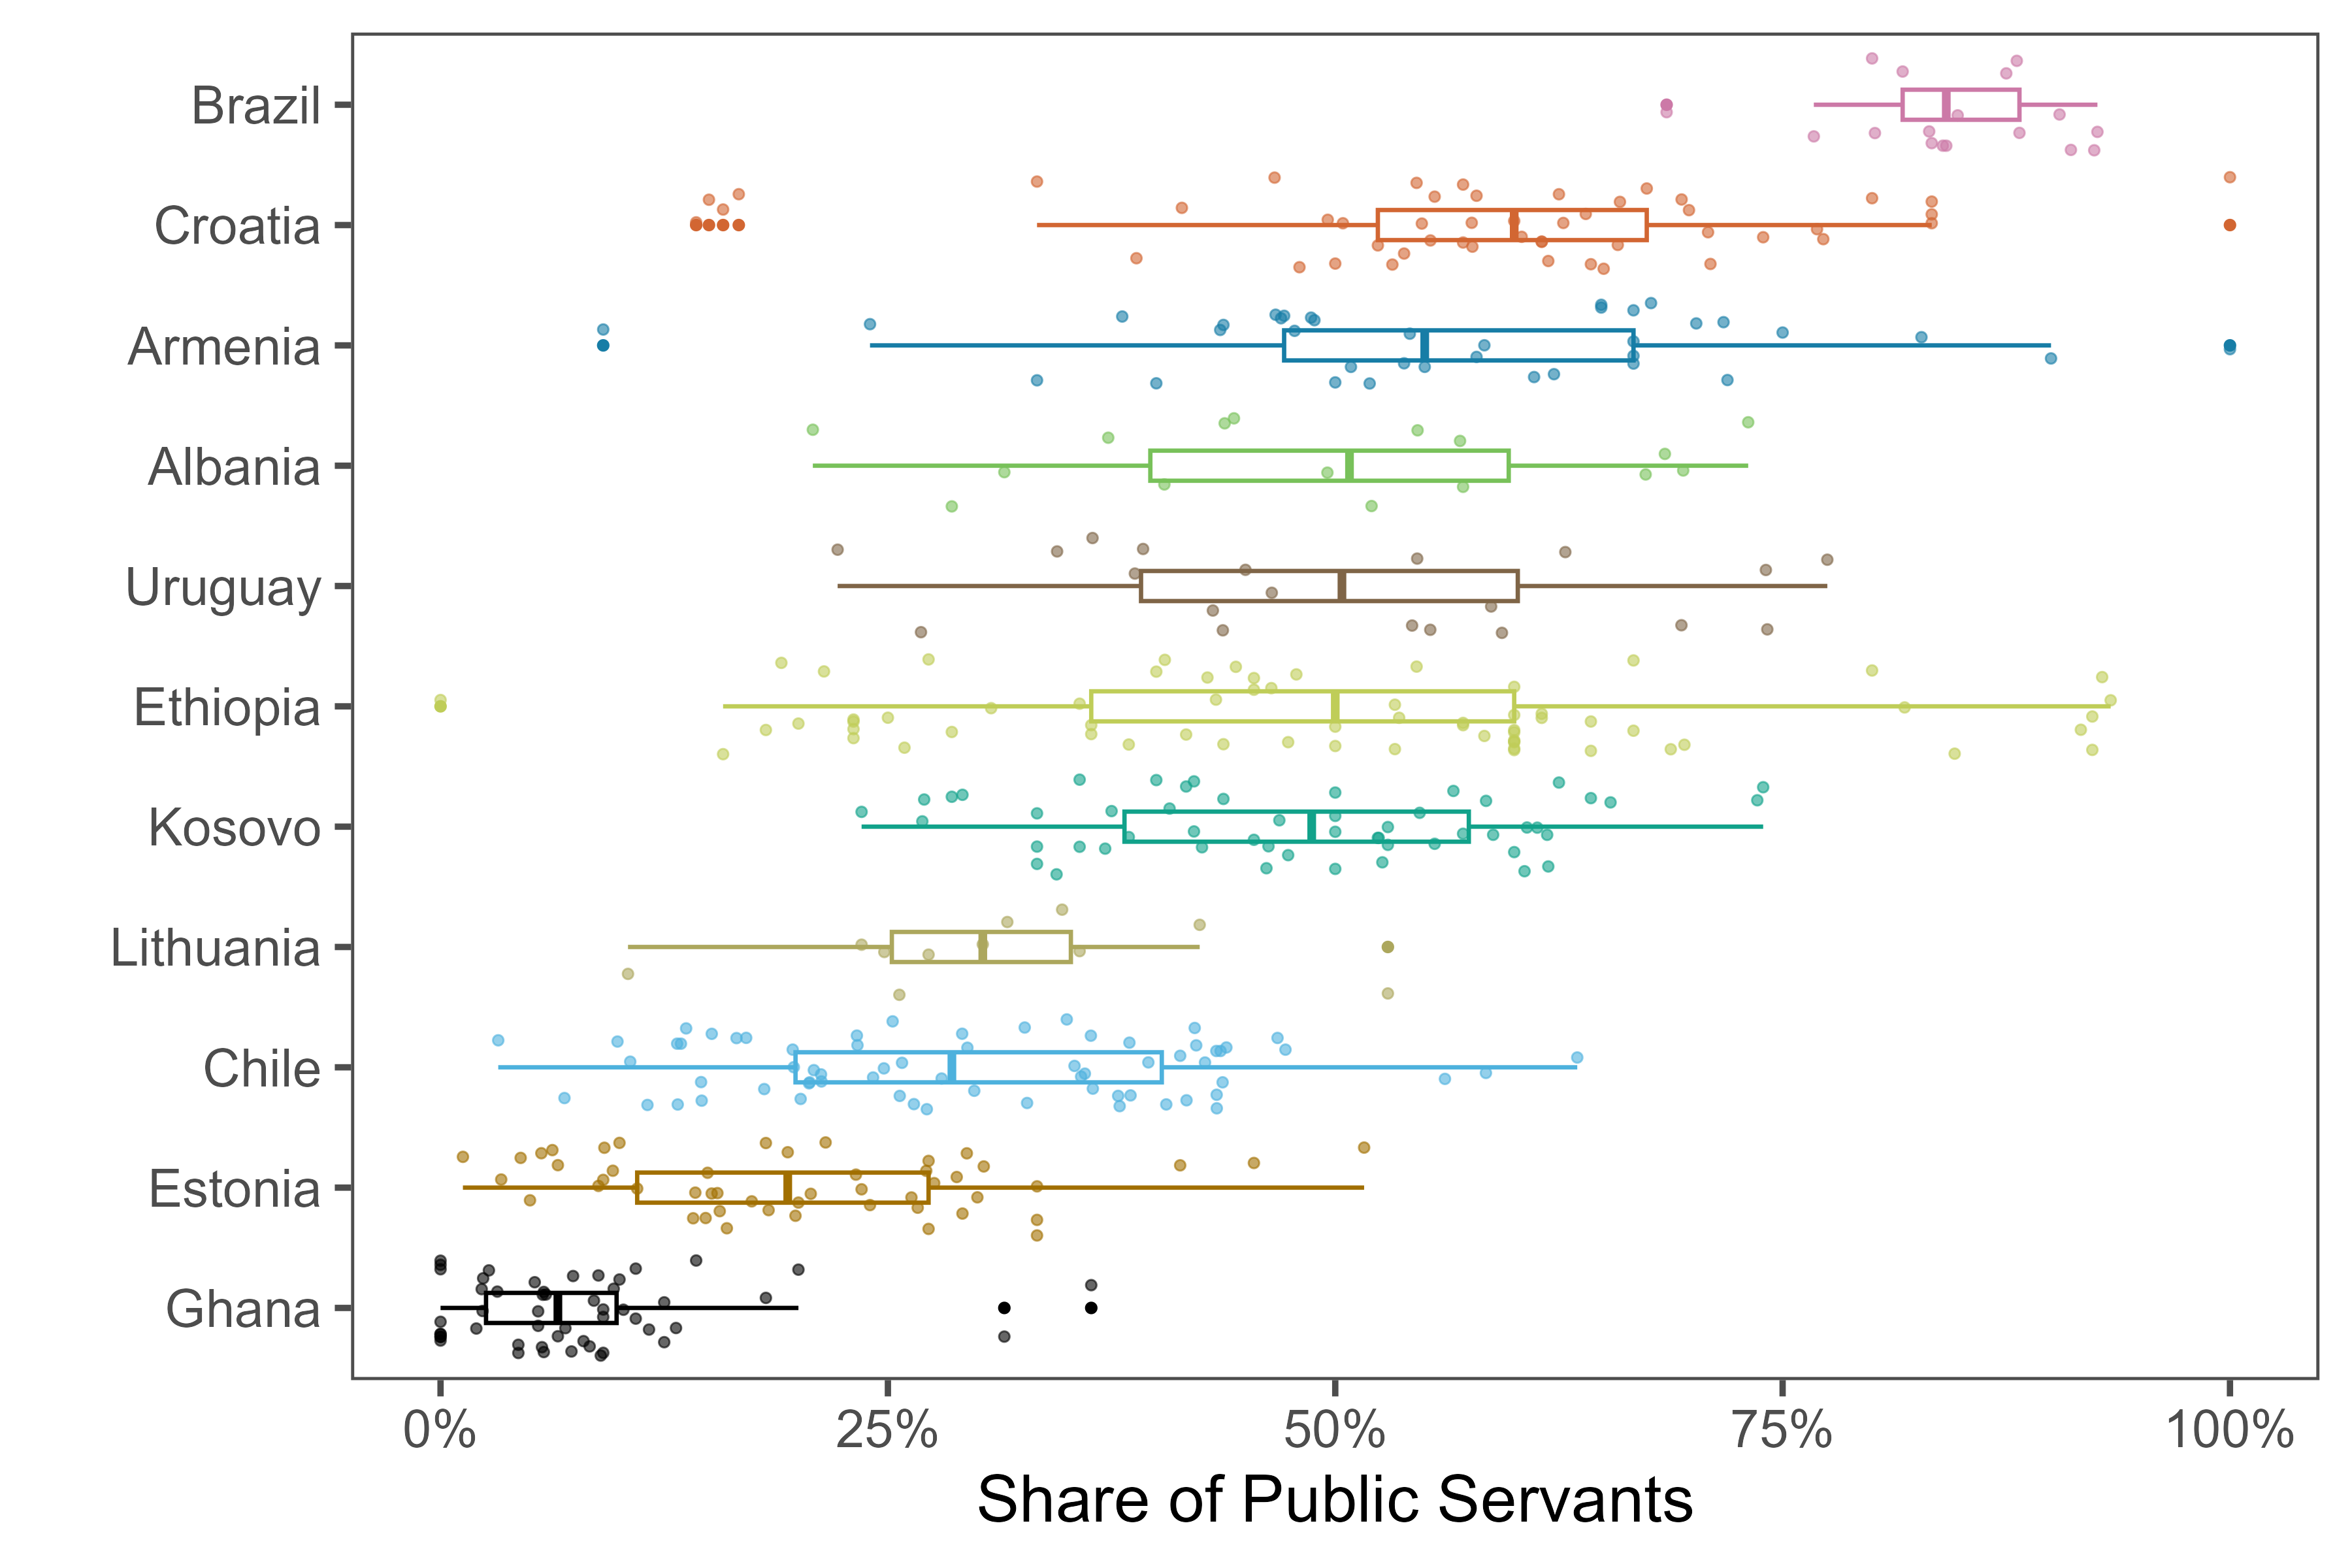 Brazil
Croatia
Armenia
Albania
Uruguay
Ethiopia
Kosovo
Lithuania
Chile
Estonia
Ghana
0% 25% 50% 75% 100%
Share of Public Servants